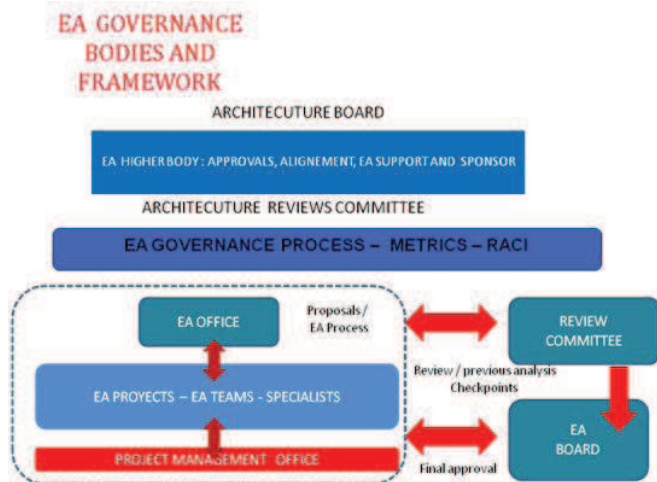 EA GOVERNANCE
BODIES AND
FRAMEWORK
ARCHITECUTURE BOARD
EA HIGHER BODY : APPROVALS, ALIGNEMENT, EA SUPPORT AND SPONSOR
ARCHITECUTURE REVIEWS COMMITTEE
EA GOVERNANCE PROCESS – METRICS – RACI
EA OFFICE
Proposals /
EA Process
REVIEW
COMMITTEE
Review / previous analysis
Checkpoints
EA PROYECTS – EA TEAMS - SPECIALISTS
EA
BOARD
PROJECT MANAGEMENT OFFICE
Final approval